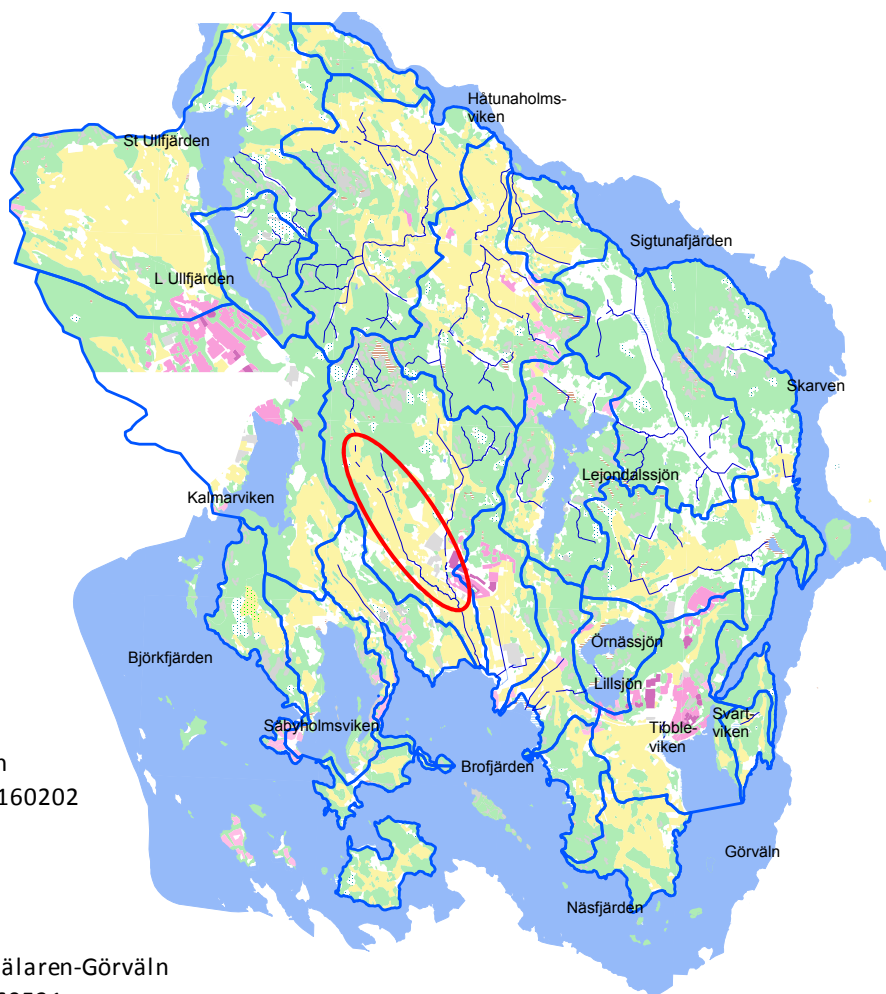 Håtunaholms-
viken
St Ullfjärden
Sigtunafjärden
L Ullfjärden
Skarven
Lejondalssjön
Kalmarviken
Örnässjön
Björkfjärden
Lillsjön
Svart-
viken
Tibble-
viken
Säbyholmsviken
Brofjärden
160202
Görväln
Näsfjärden
älaren-Görväln